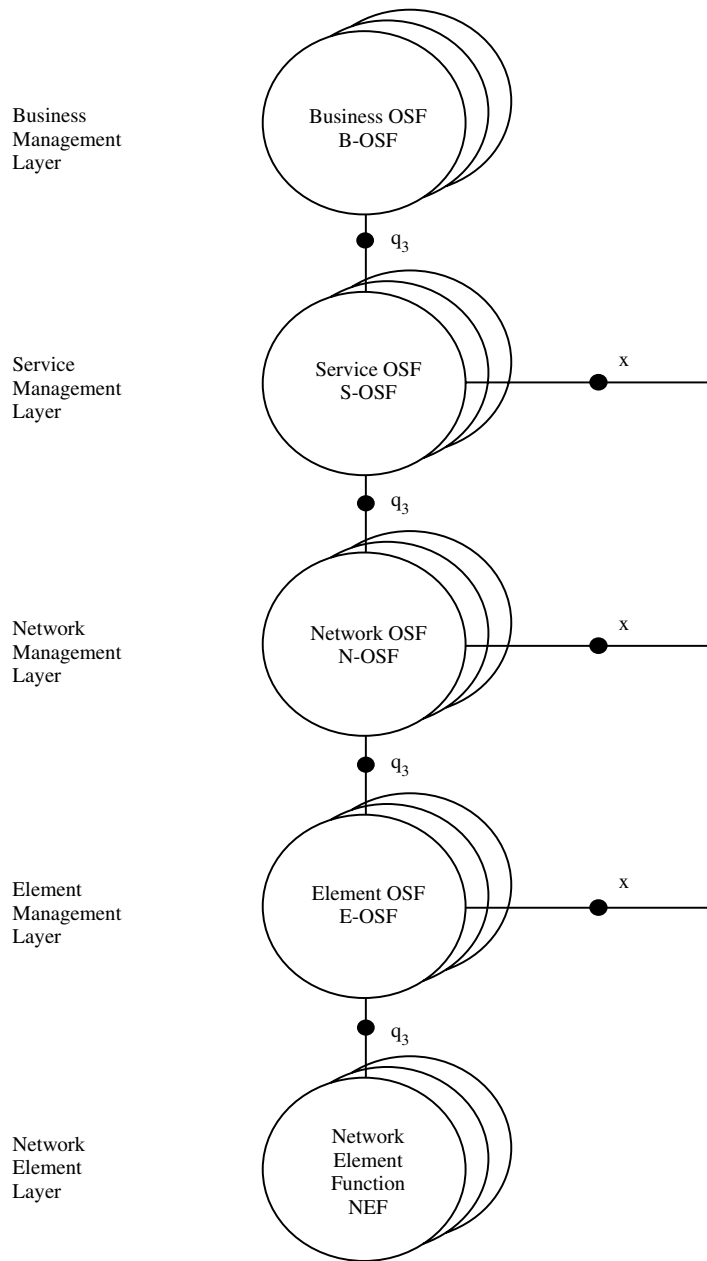 Business
Management
Layer
Business OSF
B-OSF
q3
Service
Management
Layer
Service OSF
S-OSF
x
q3
Network
Management
Layer
Network OSF
N-OSF
x
q3
Element
Management
Layer
Element OSF
E-OSF
x
q3
Network
Element
Layer
Network
Element
Function
NEF